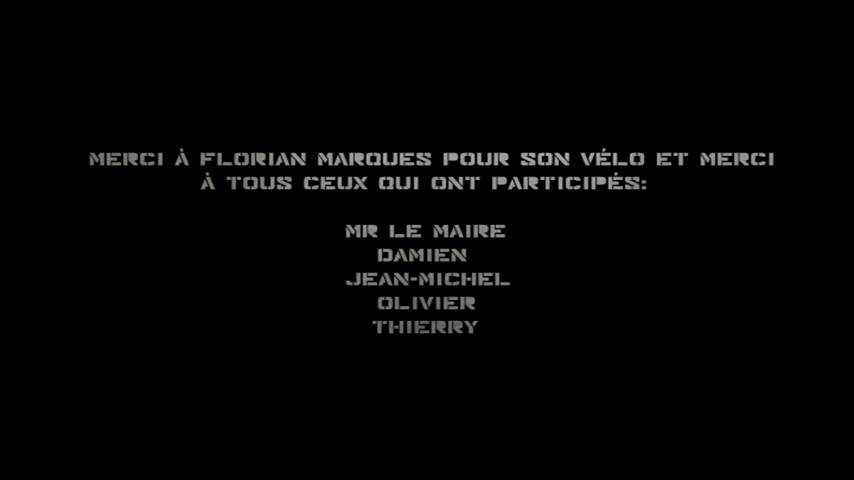 MERCI À FLORIAN MARQUES POUR SON VÉLO ET MERCI
À TOUS CEUX QUI ONT PARTICIPÉS:
MR LE MAIRE
DAMIEN
JEAN-MICHEL
OLIVIER
THIERRY